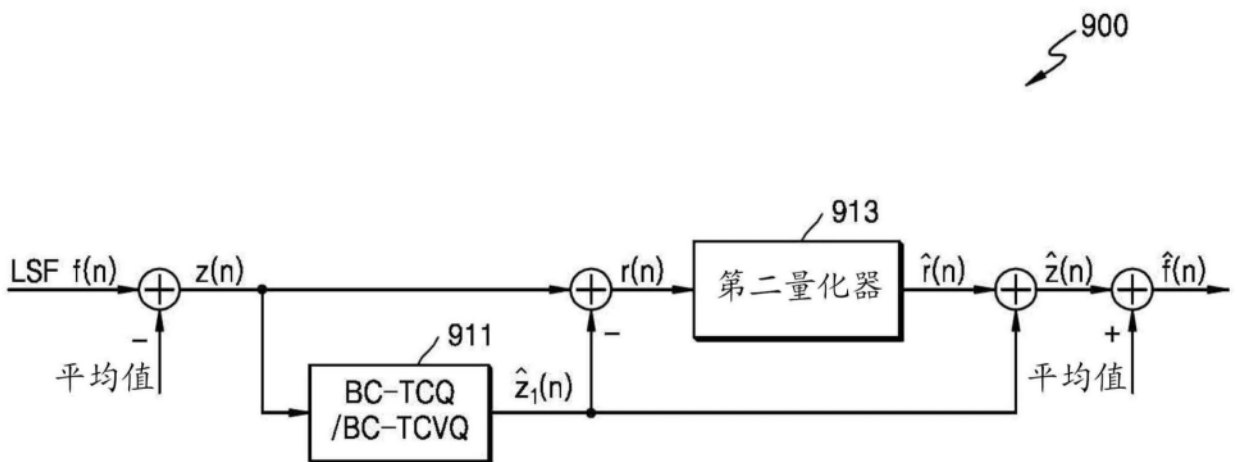 900
913
LSF f(n)
z(n)
r(n)
第二量化器
r̂(n)
ẑ(n)
f̂(n)
-
平均值
911
BC-TCQ
/BC-TCVQ
ẑ₁(n)
-
+
平均值